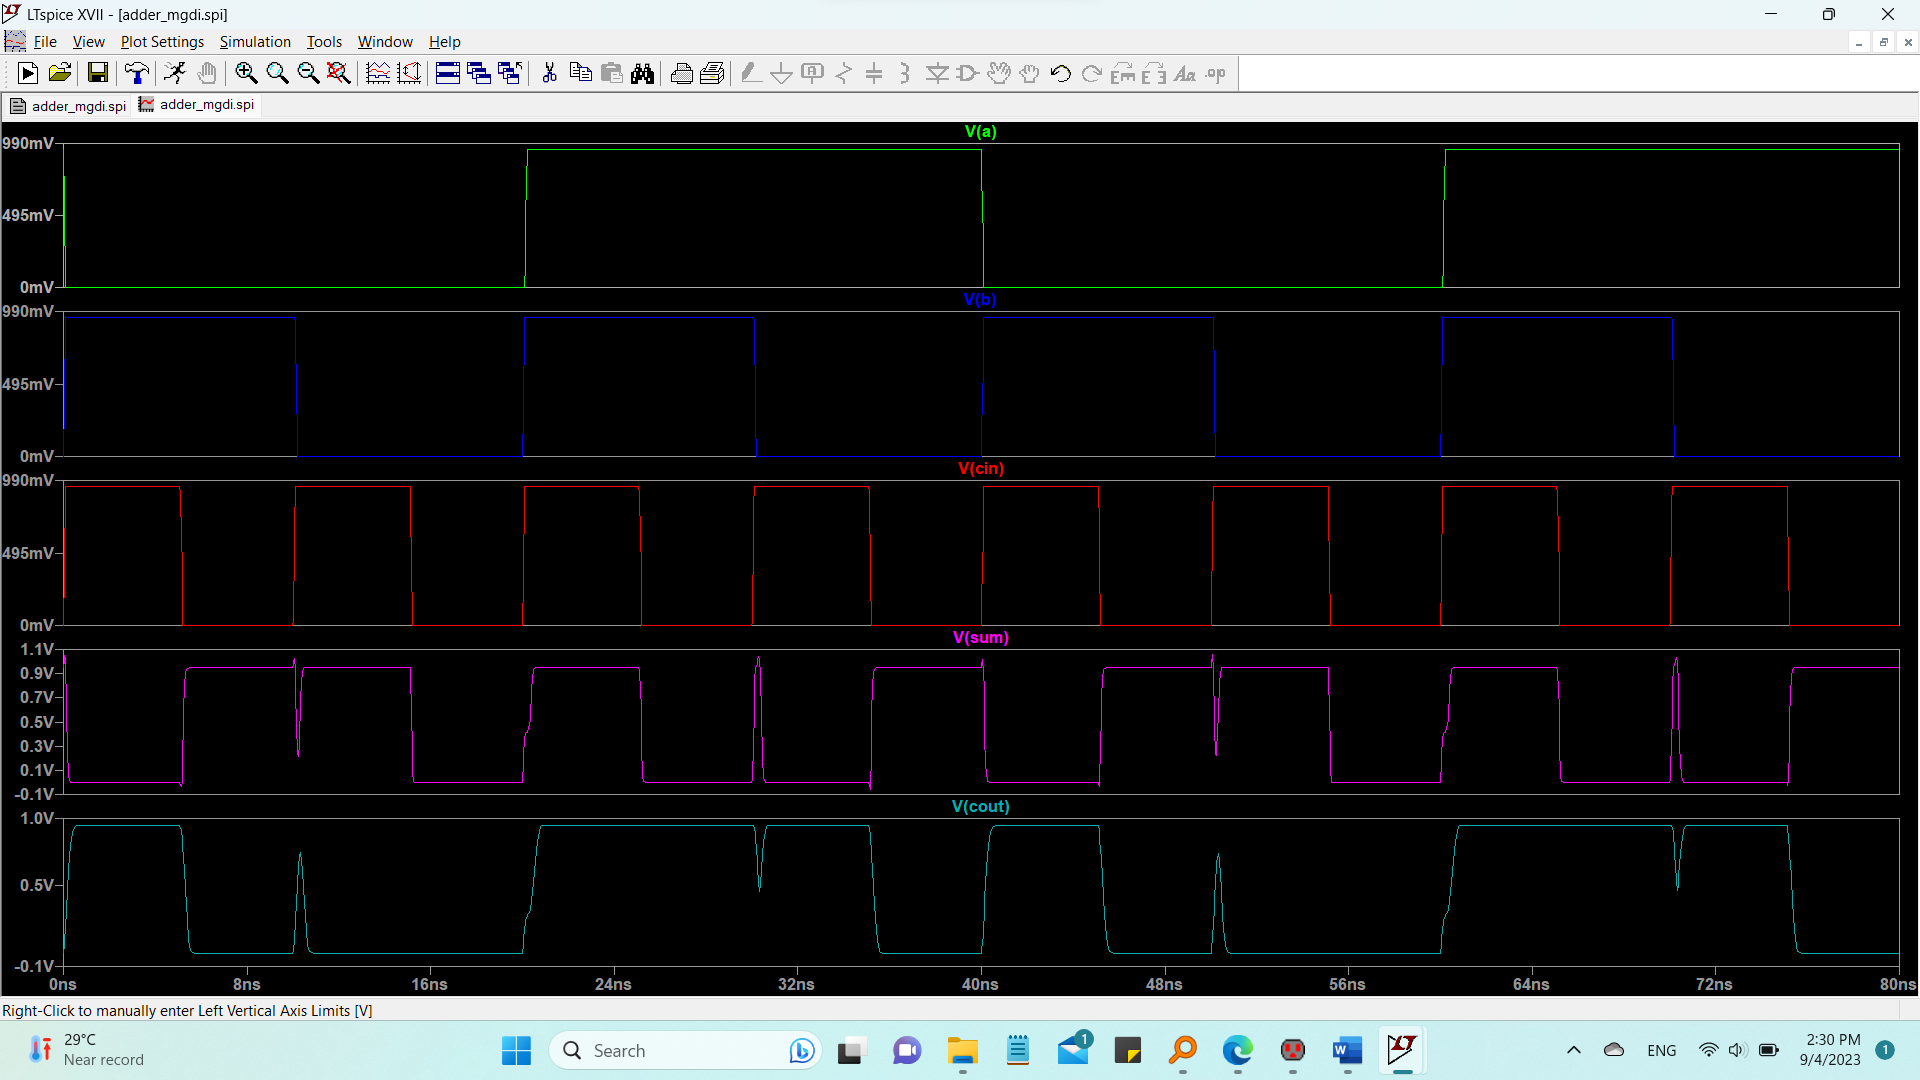 LTspice XVII - [adder_mgdi.spi]
File View Plot Settings Simulation Tools Window Help
adder_mgdi.spi adder_mgdi.spi
V(a)
990mV
495mV
0mV
V(b)
990mV
495mV
0mV
V(cin)
990mV
495mV
0mV
V(sum)
1.1V
0.9V
0.7V
0.5V
0.3V
0.1V
-0.1V
V(cout)
1.0V
0.5V
-0.1V
0ns 8ns 16ns 24ns 32ns 40ns 48ns 56ns 64ns 72ns 80ns
Right-Click to manually enter Left Vertical Axis Limits [V]
29°C
Near record
Search
1
ENG
2:30 PM
9/4/2023
1